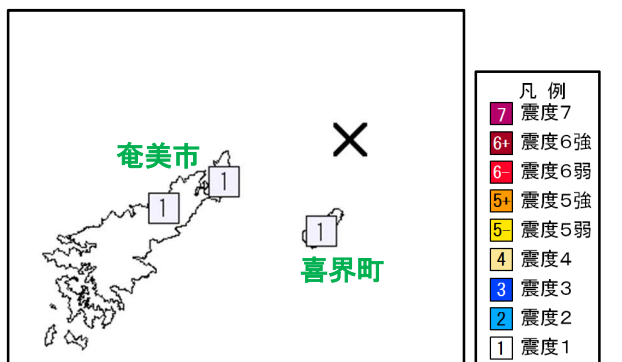 奄美市
1
1
1
喜界町
凡 例
7 震度7
6+ 震度6強
6- 震度6弱
5+ 震度5強
5- 震度5弱
4 震度4
3 震度3
2 震度2
1 震度1